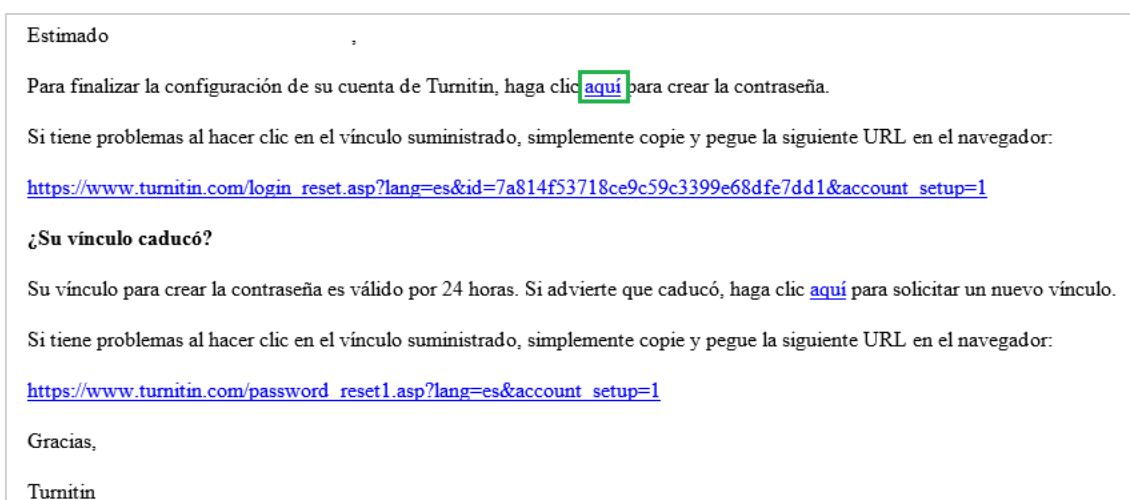 Estimado ,
Para finalizar la configuración de su cuenta de Turnitin, haga clic aquí para crear la contraseña.
Si tiene problemas al hacer clic en el vínculo suministrado, simplemente copie y pegue la siguiente URL en el navegador:
https://www.turnitin.com/login_reset.asp?lang=es&id=7a814f53718ce9c59c3399e68dfe7dd1&account_setup=1
¿Su vínculo caducó?
Su vínculo para crear la contraseña es válido por 24 horas. Si advierte que caducó, haga clic aquí para solicitar un nuevo vínculo.
Si tiene problemas al hacer clic en el vínculo suministrado, simplemente copie y pegue la siguiente URL en el navegador:
https://www.turnitin.com/password_reset1.asp?lang=es&account_setup=1
Gracias,
Turnitin